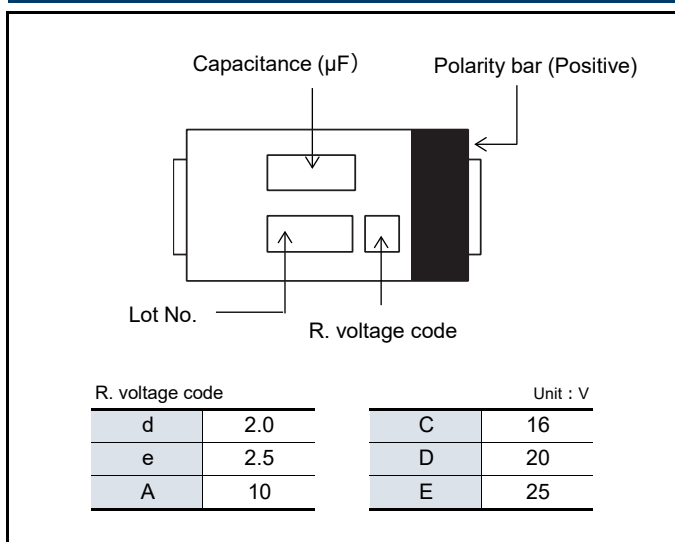 Capacitance (µF）
Polarity bar (Positive)
Lot No.
R. voltage code
R. voltage code
Unit : V
d 2.0 C 16
e 2.5 D 20
A 10 E 25